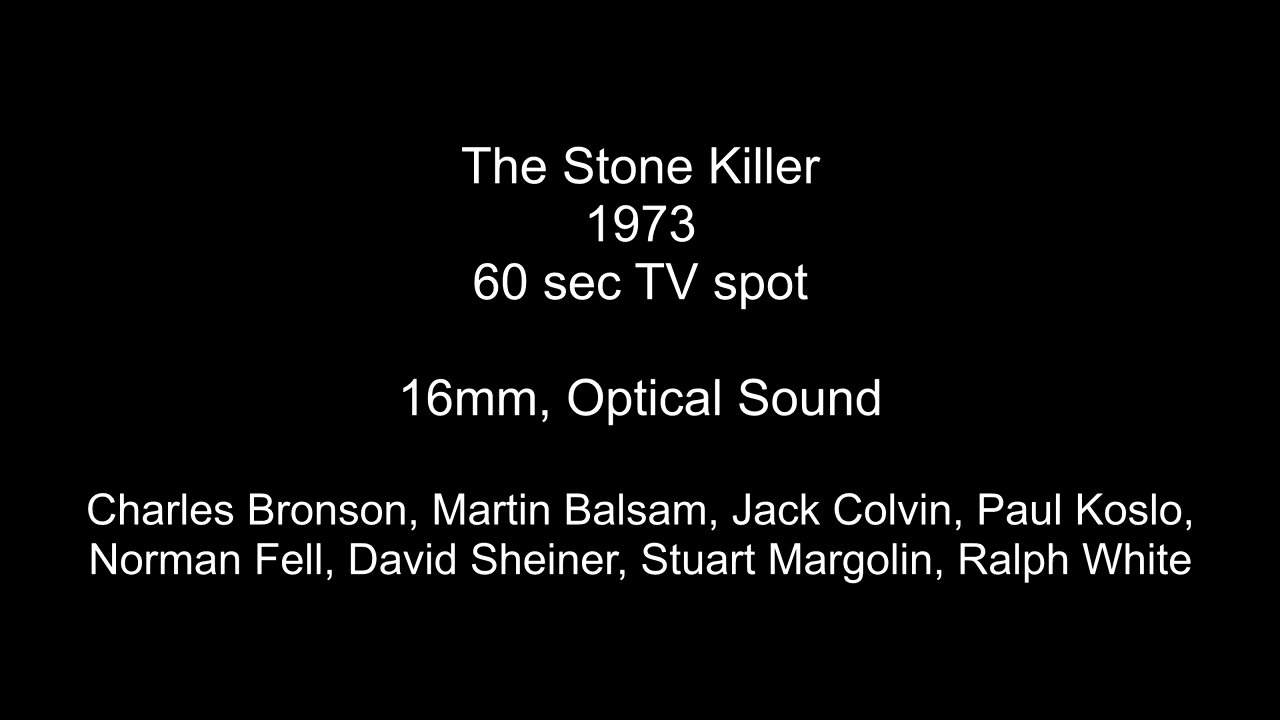 The Stone Killer
1973
60 sec TV spot
16mm, Optical Sound
Charles Bronson, Martin Balsam, Jack Colvin, Paul Koslo,
Norman Fell, David Sheiner, Stuart Margolin, Ralph White